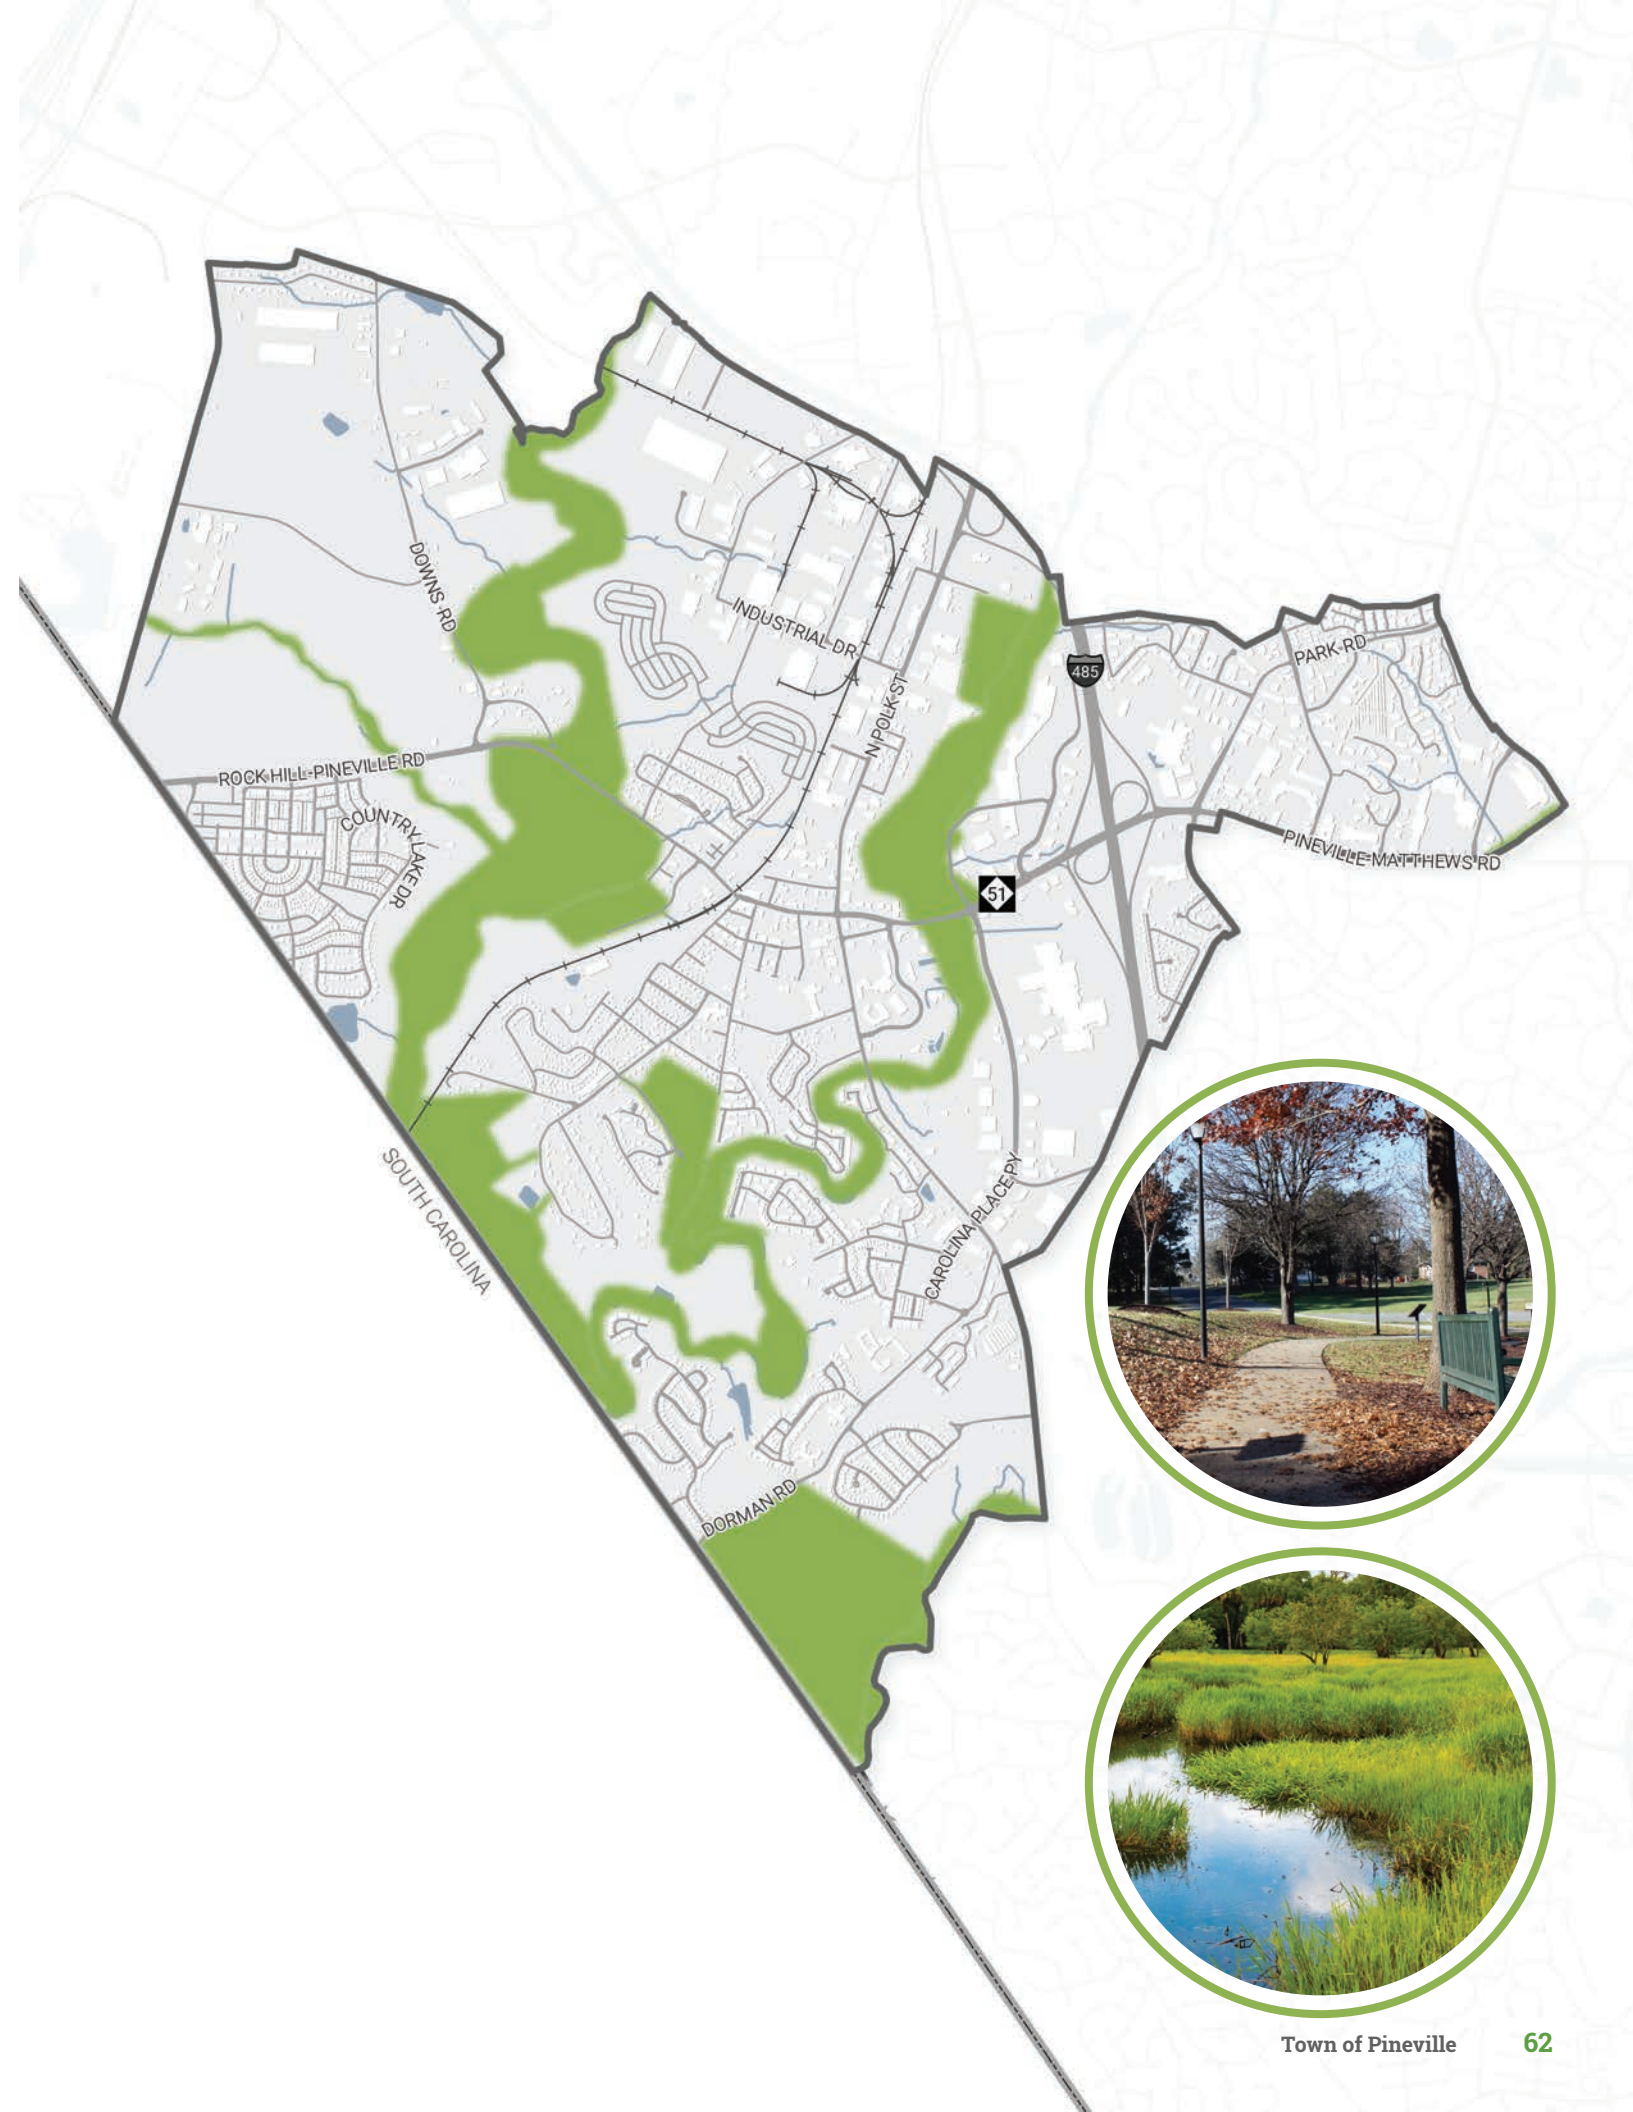 DOWNS RD
INDUSTRIAL DR
N POLK ST
PARK RD
485
ROCK HILL-PINEVILLE RD
COUNTRY LAKE DR
PINEVILLE-MATTHEWS RD
51
SOUTH CAROLINA
CAROLINA PLACE PY
DORMAN RD
Town of Pineville 62